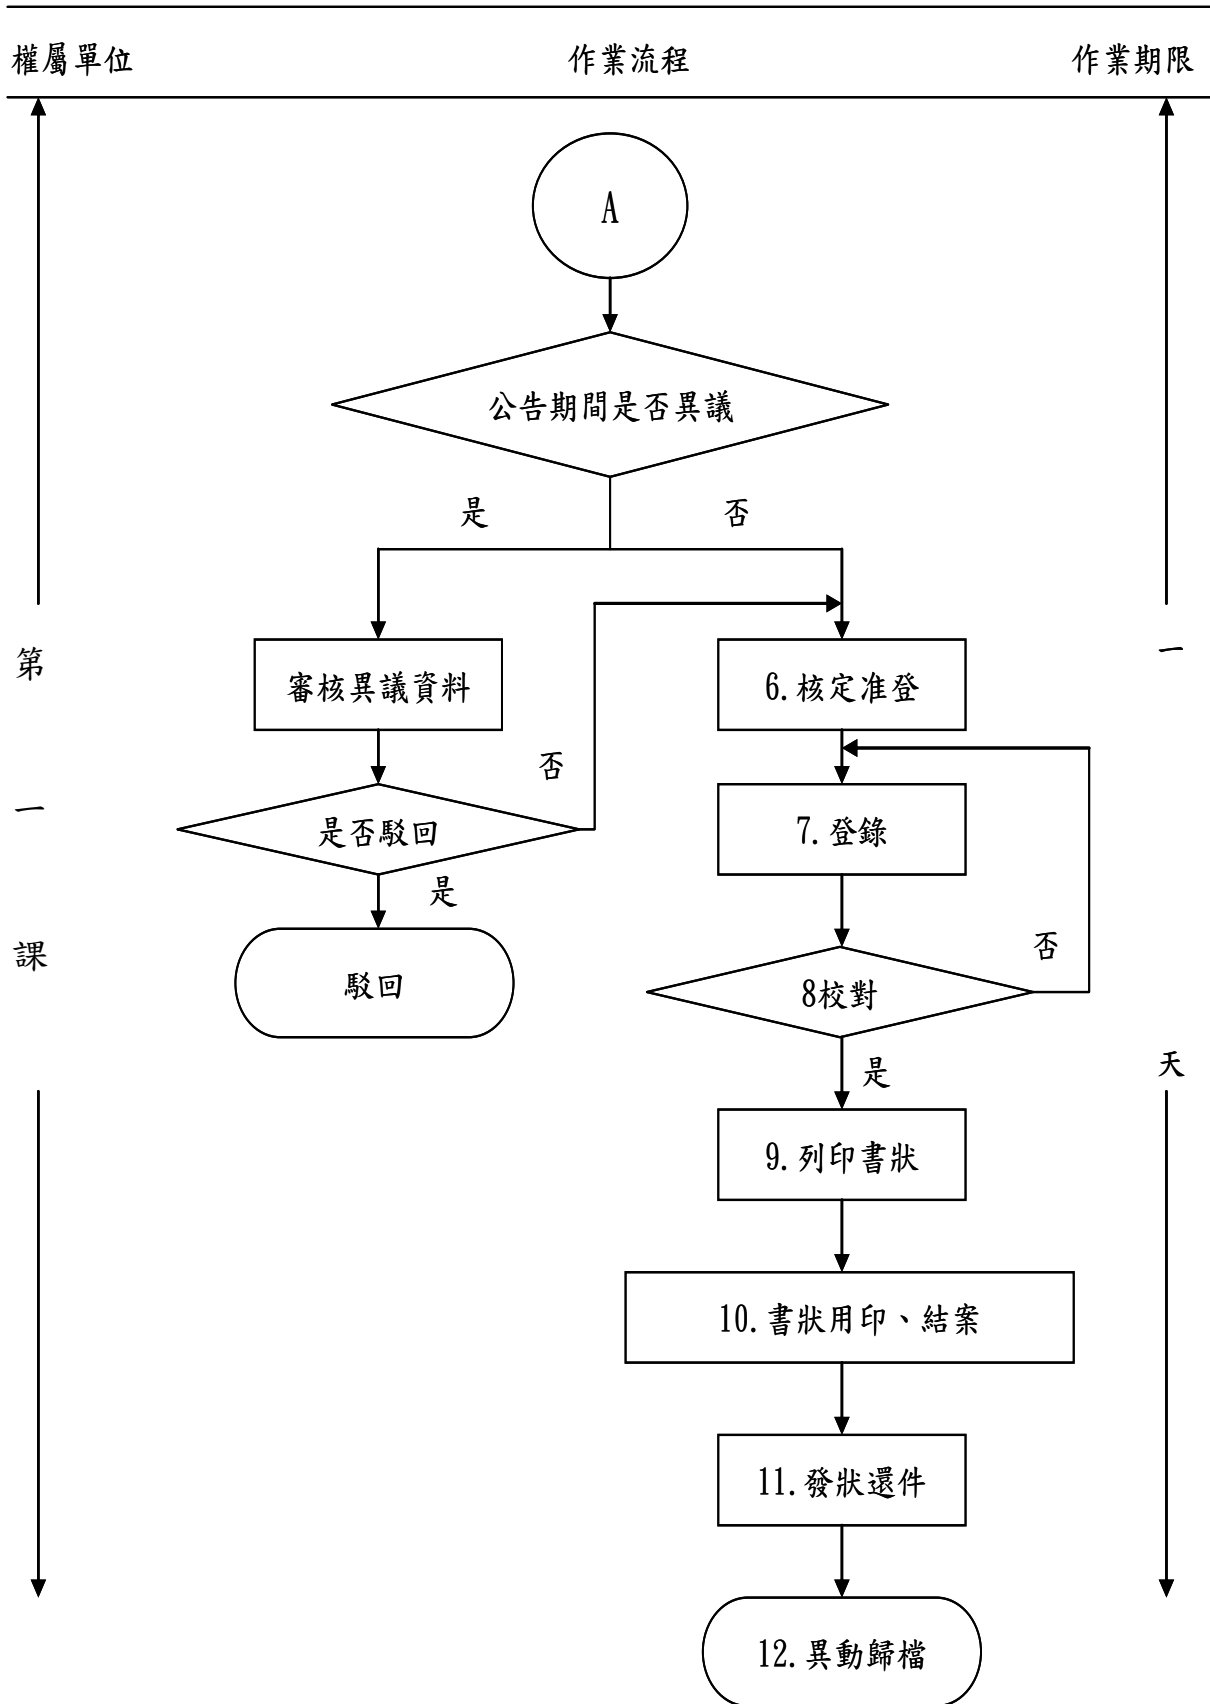 權屬單位
作業流程
作業期限
A
公告期間是否異議
是
否
審核異議資料
6.核定准登
否
是否駁回
7.登錄
是
駁回
否
8校對
是
9.列印書狀
10.書狀用印、結案
11.發狀還件
12.異動歸檔
第
一
課
一
天